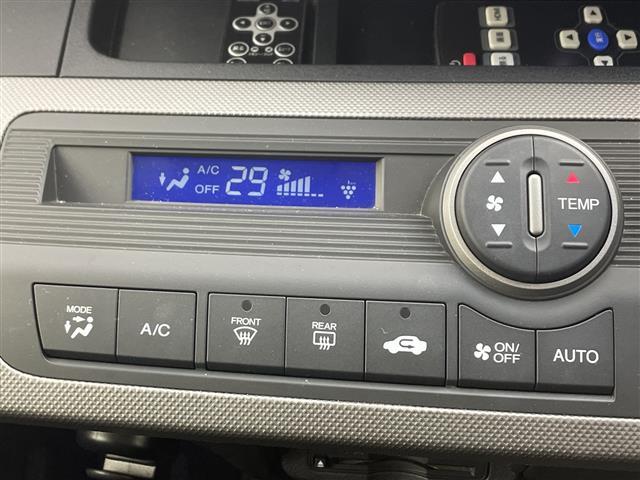 A/C
OFF 29
TEMP
MODE
A/C
FRONT
REAR
ON/
OFF
AUTO